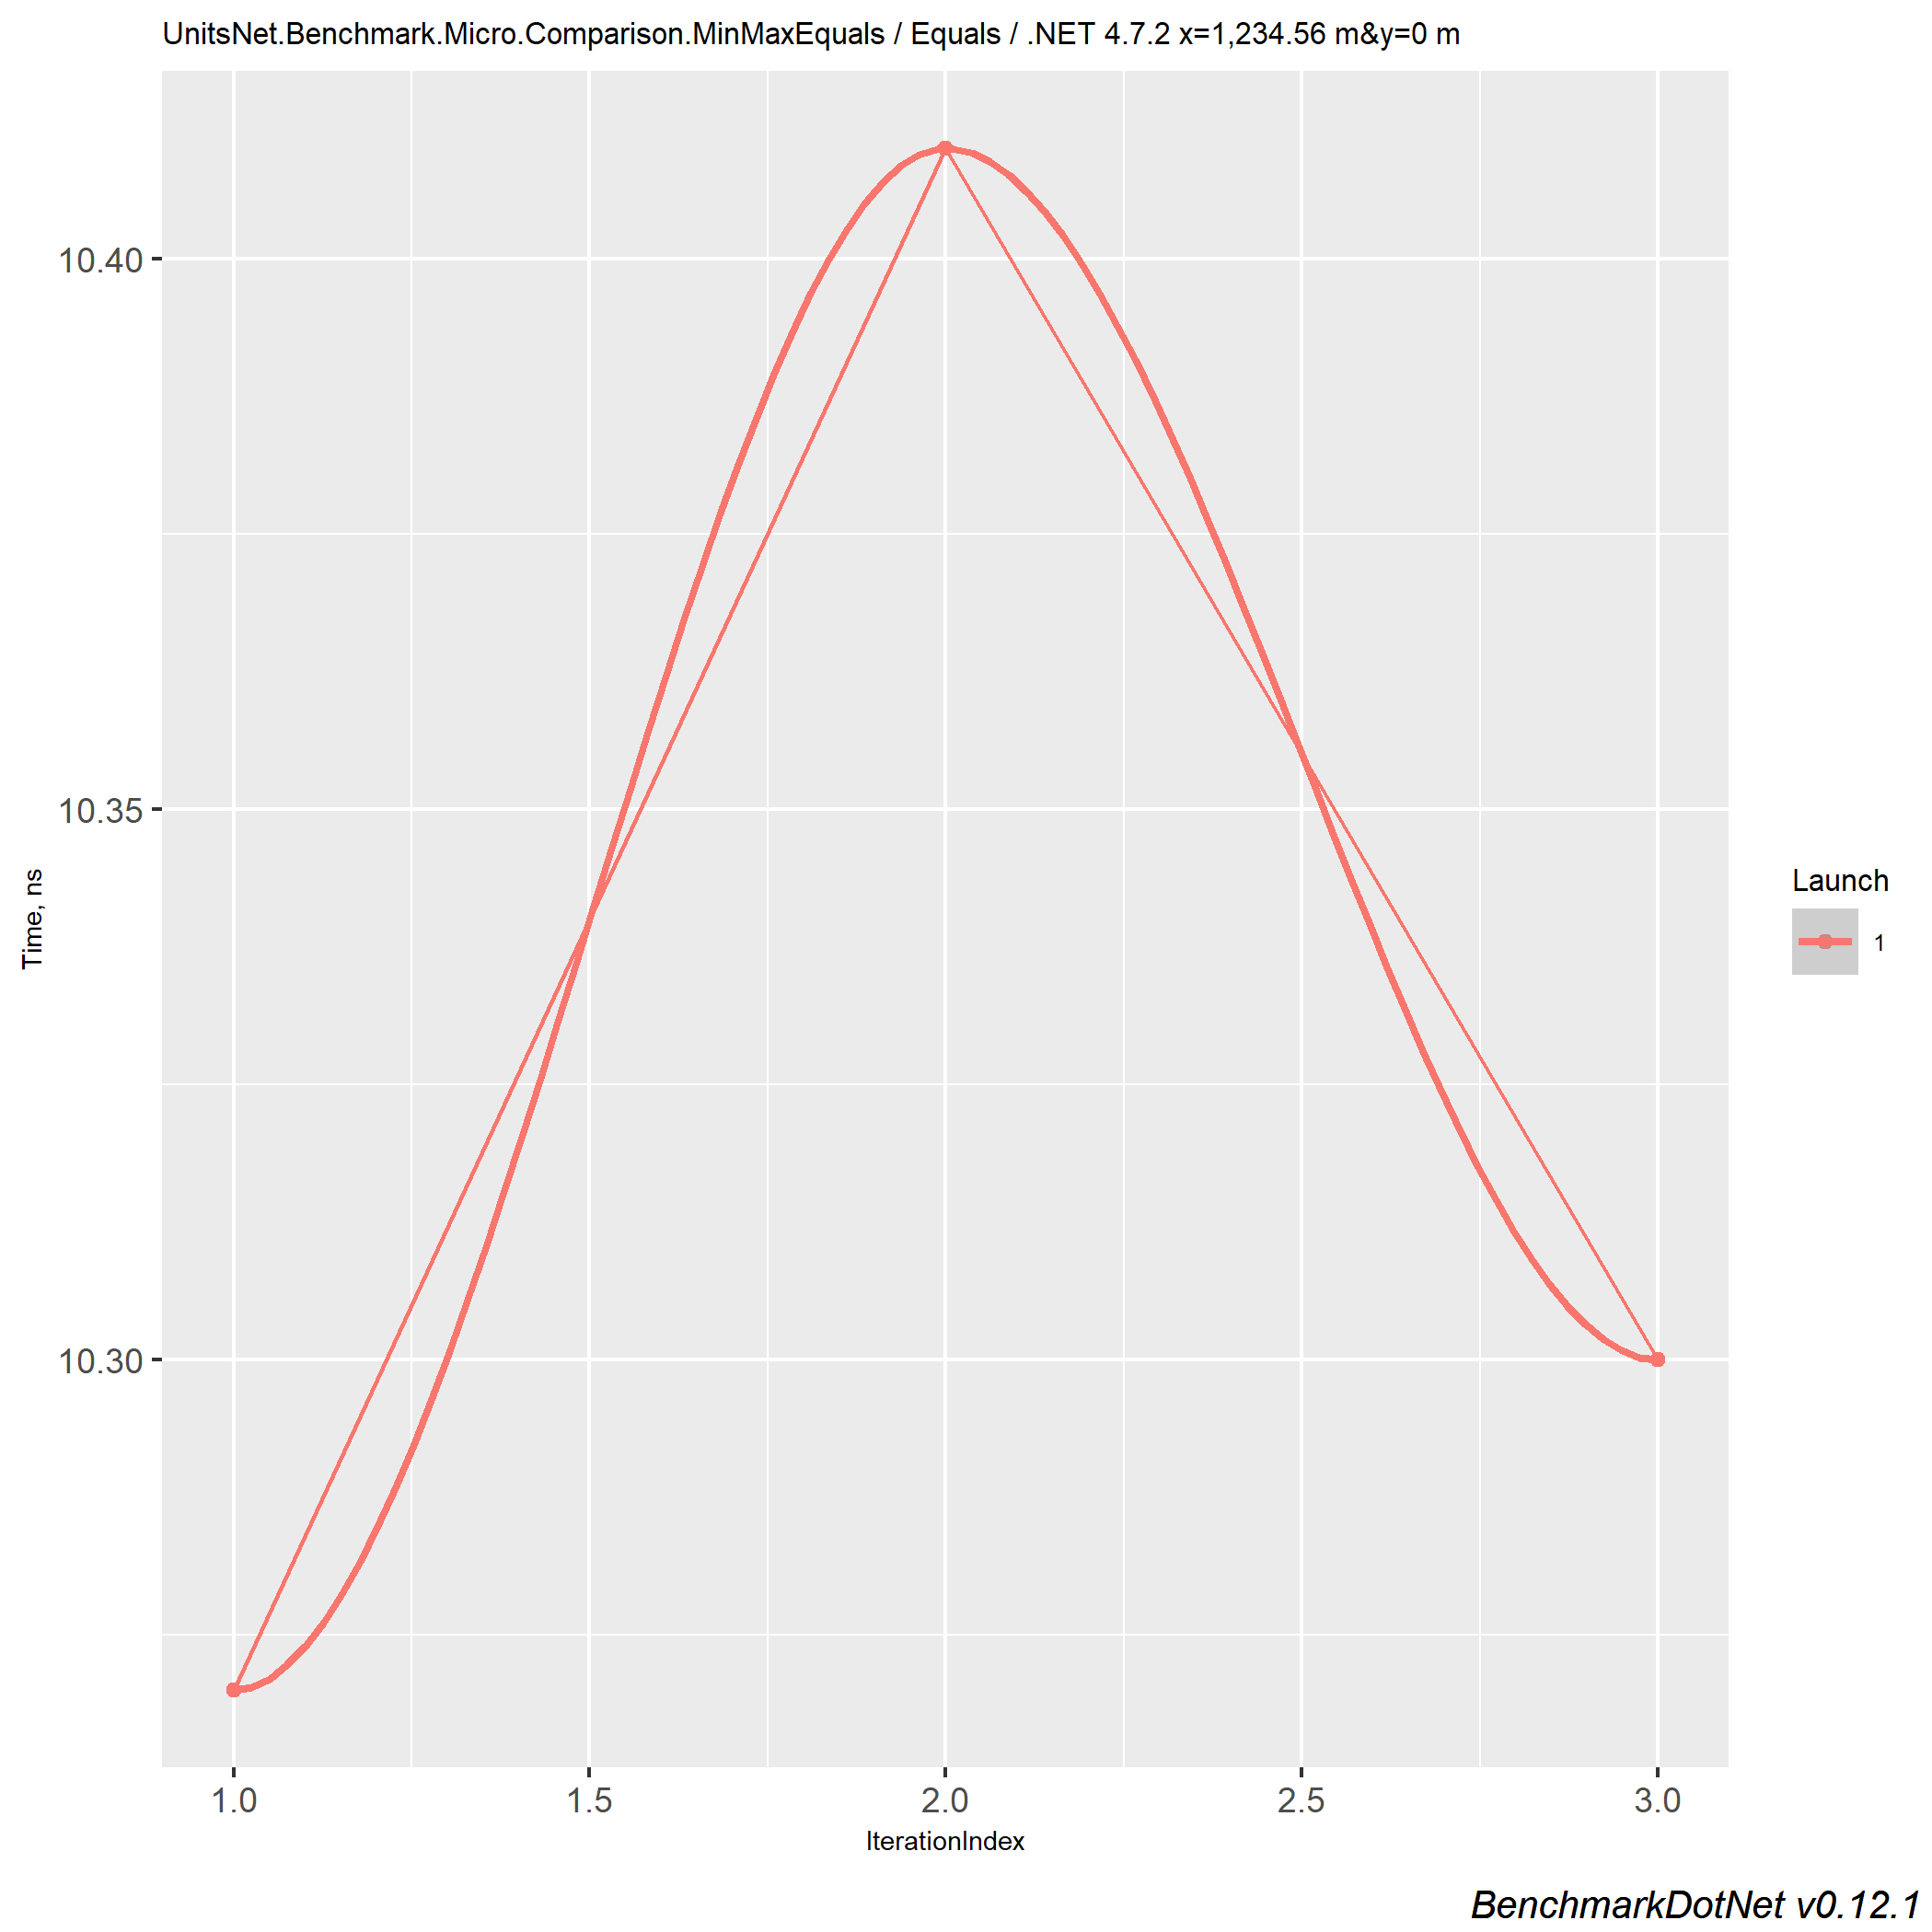 UnitsNet.Benchmark.Micro.Comparison.MinMaxEquals / Equals / .NET 4.7.2 x=1,234.56 m&y=0 m
10.40
10.35
10.30
Time, ns
1.0 1.5 2.0 2.5 3.0
IterationIndex
Launch
1
BenchmarkDotNet v0.12.1